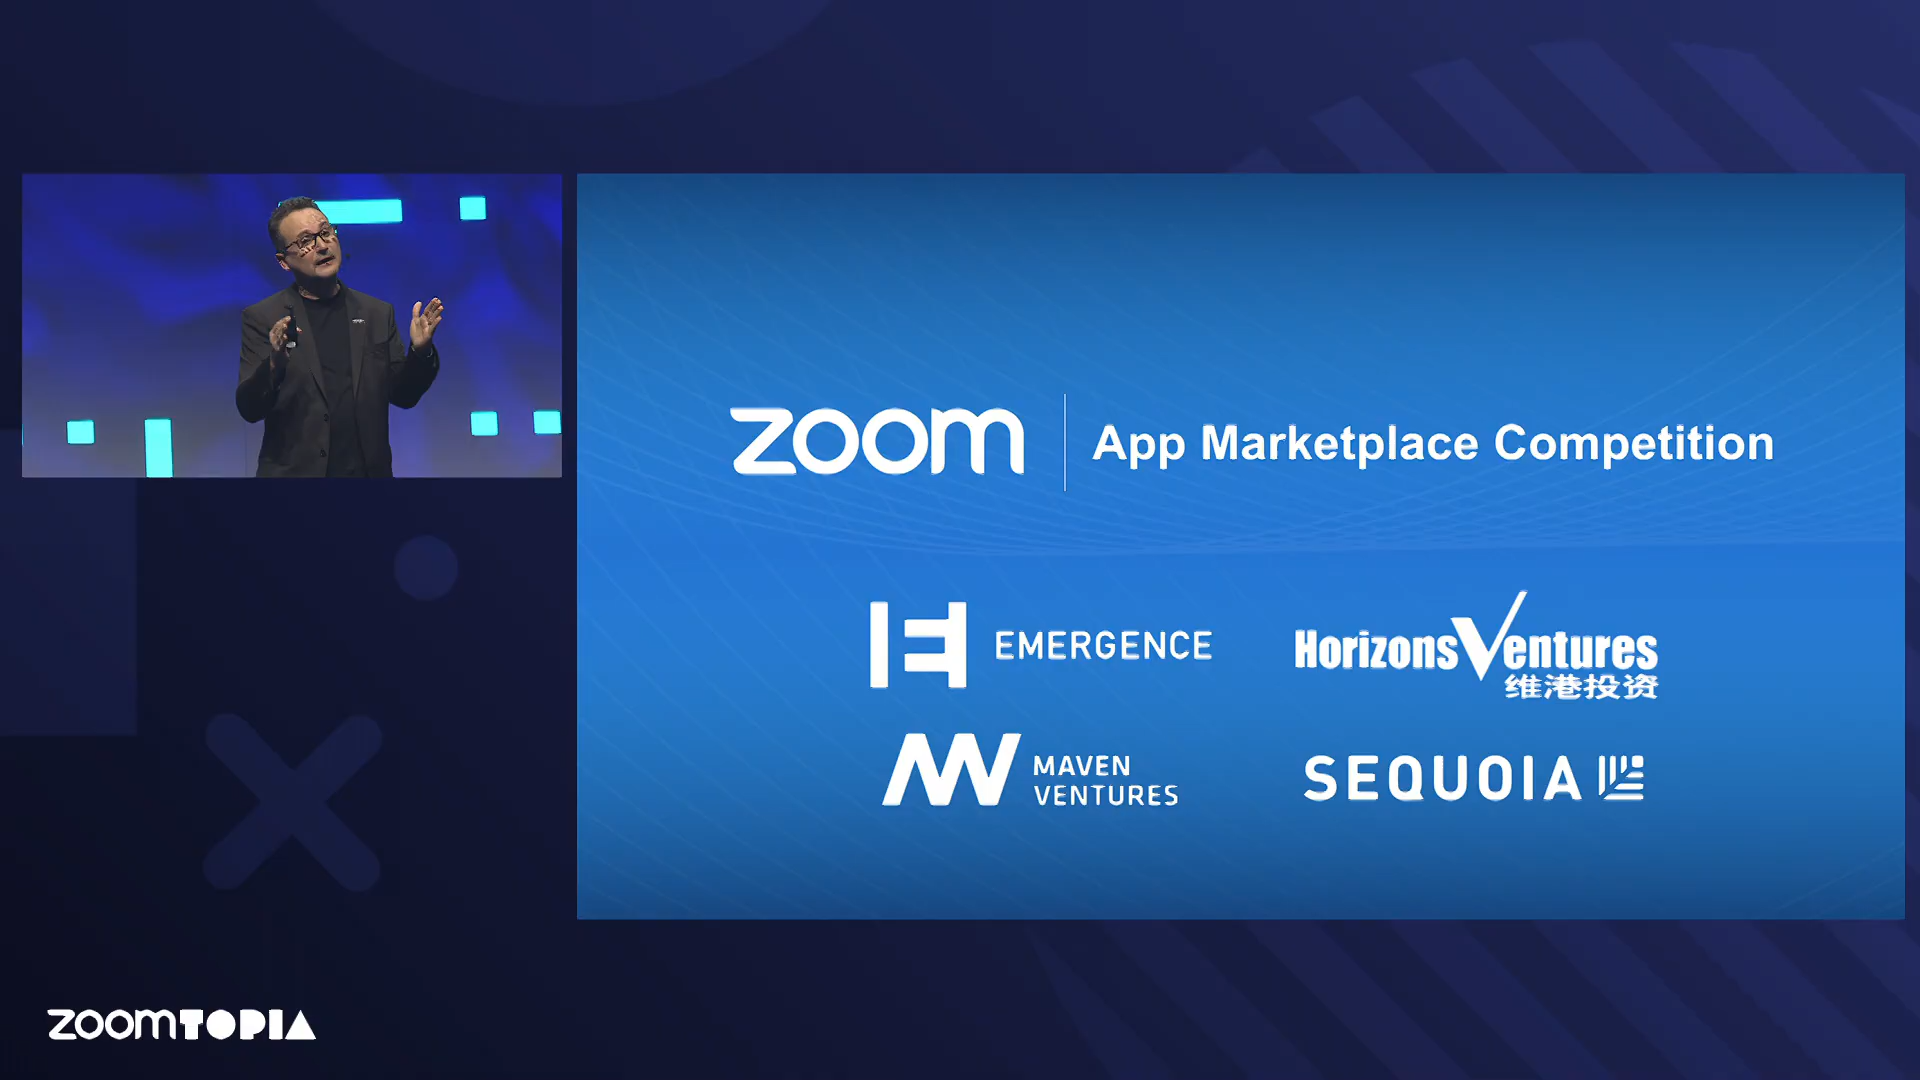 zoom
App Marketplace Competition
EMERGENCE
HorizonsVentures
维港投资
MAVEN
VENTURES
SEQUOIA
ZOOMTOPIA